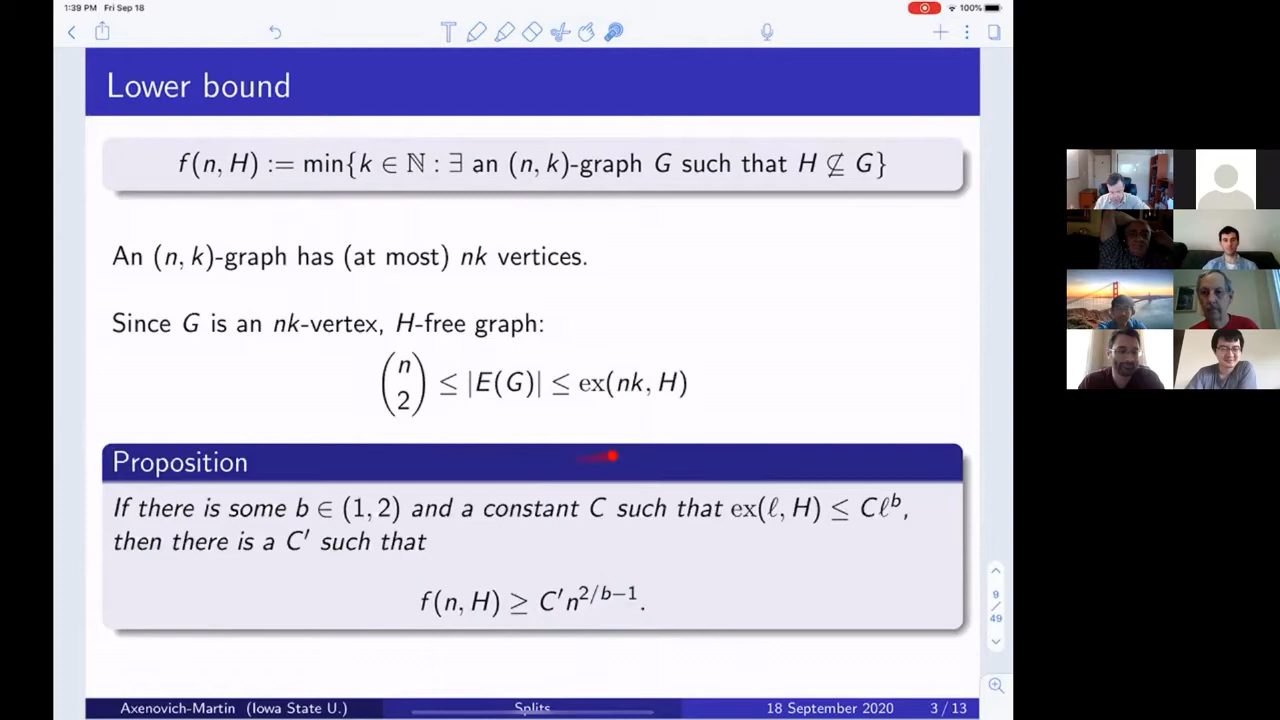 1:39 PM Fri Sep 18
100%
Lower bound
f(n, H) := min{k ∈ ℕ : ∃ an (n, k)-graph G such that H ⊈ G}
An (n, k)-graph has (at most) nk vertices.
Since G is an nk-vertex, H-free graph:
(n 2) ≤ |E(G)| ≤ ex(nk, H)
Proposition
If there is some b ∈ (1, 2) and a constant C such that ex(ℓ, H) ≤ Cℓ^b,
then there is a C′ such that
f(n, H) ≥ C′n^{2/b−1}.
9
/
49
Axenovich-Martin (Iowa State U.) Splits 18 September 2020 3 / 13